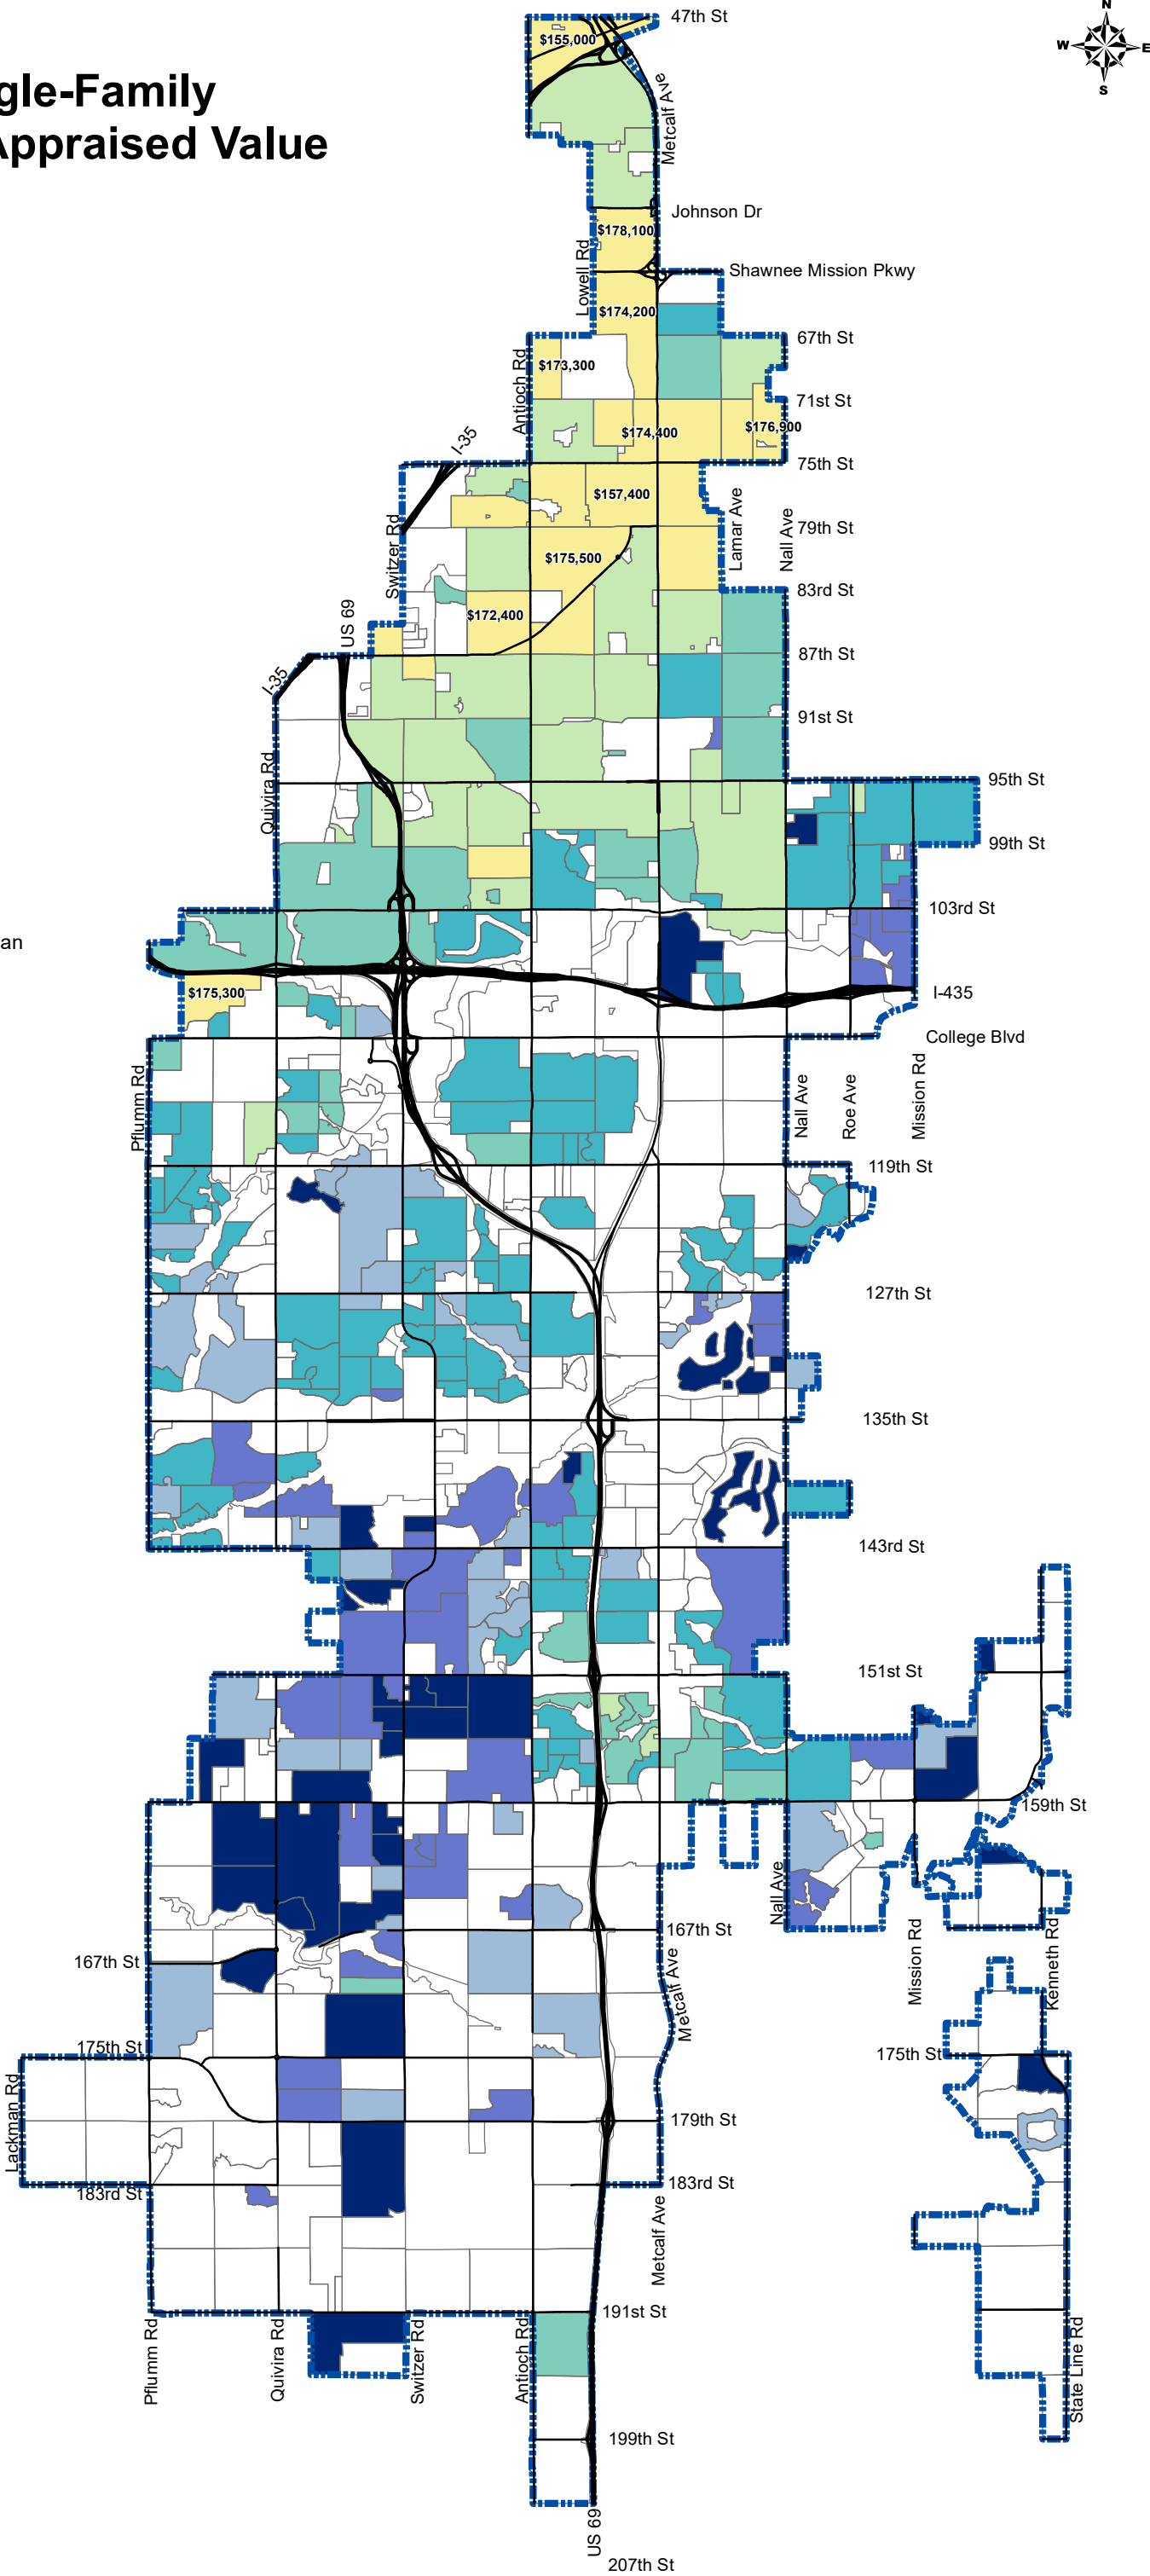 N
47th St
W
E
$155,000
gle-Family
S
Metcalf Ave
Appraised Value
Johnson Dr
$178,100
Lowell Rd
Shawnee Mission Pkwy
$174,200
67th St
$173,300
Antioch Rd
71st St
$174,400
$176,900
I-35
75th St
$157,400
Switzer Rd
Lamar Ave
Nall Ave
79th St
$175,500
83rd St
$172,400
US 69
87th St
I-35
91st St
Quivira Rd
95th St
99th St
103rd St
an
$175,300
I-435
College Blvd
Pflumm Rd
Nall Ave
Roe Ave
Mission Rd
119th St
127th St
135th St
143rd St
151st St
159th St
Nall Ave
167th St
Mission Rd
Kenneth Rd
167th St
Metcalf Ave
175th St
175th St
Lackman Rd
179th St
183rd St
183rd St
Metcalf Ave
191st St
Pflumm Rd
Quivira Rd
Switzer Rd
Antioch Rd
State Line Rd
199th St
US 69
207th St